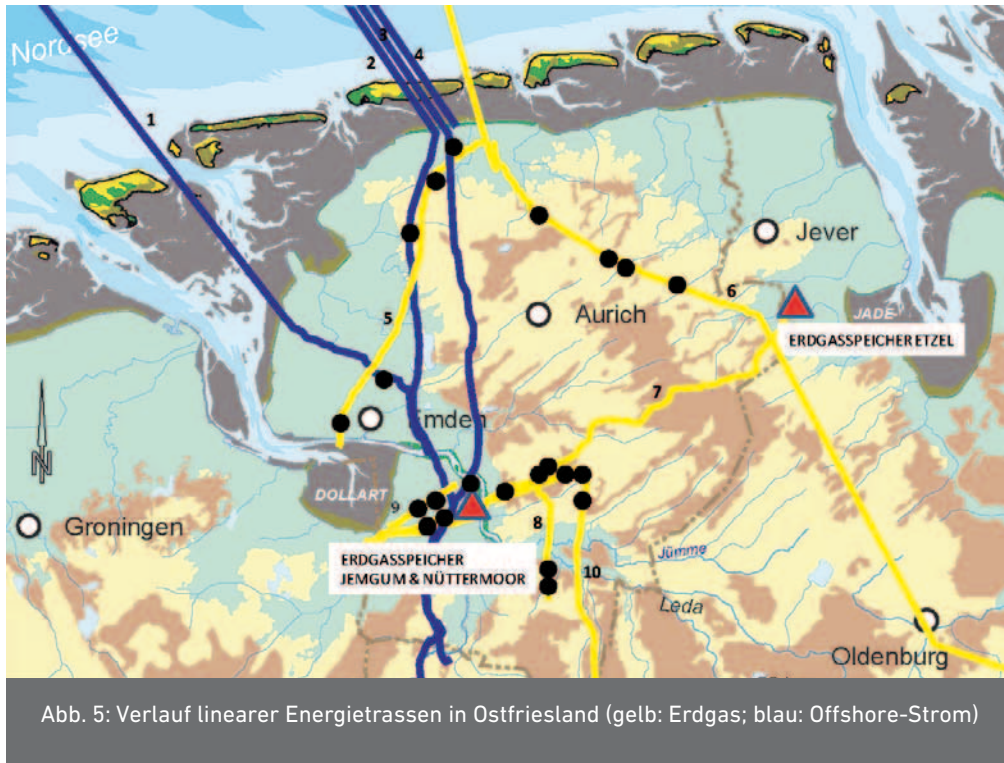 Nordsee
3
2
4
1
Jever
5
6
Aurich
JADE
ERDGASSPEICHER ETZEL
7
Emden
N
DOLLART
9
Groningen
8
ERDGASSPEICHER
JEMGUM & NÜTTERMOOR
Jümme
10
Leda
Oldenburg
Abb. 5: Verlauf linearer Energietrassen in Ostfriesland (gelb: Erdgas; blau: Offshore-Strom)